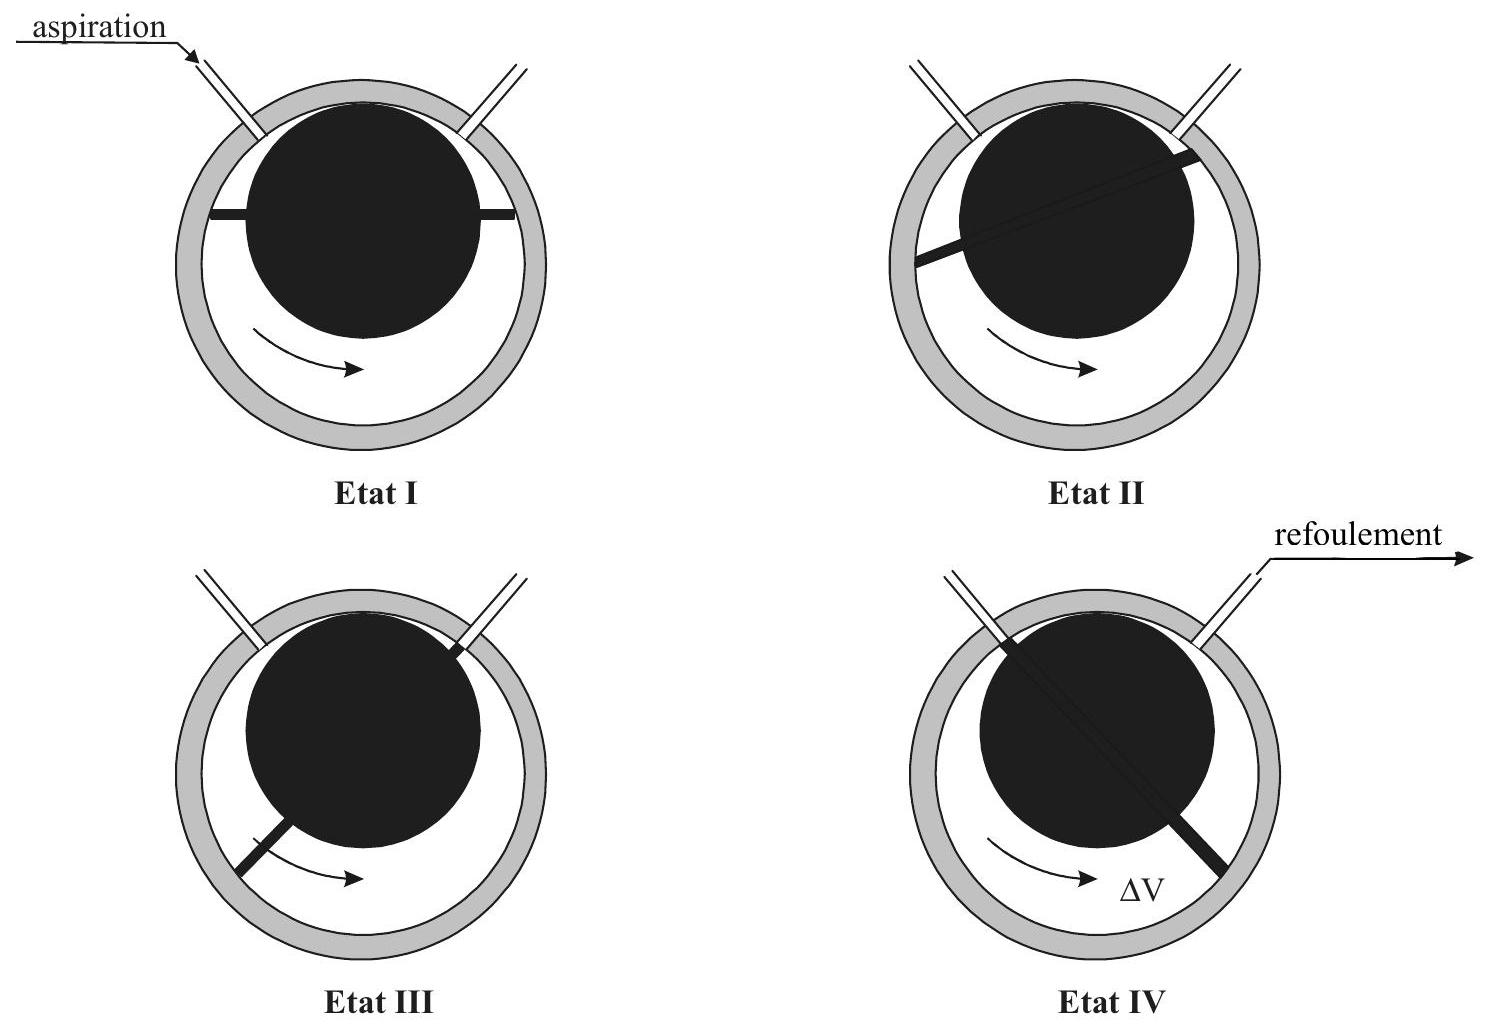 aspiration
Etat I
Etat II
refoulement
ΔV
Etat III
Etat IV